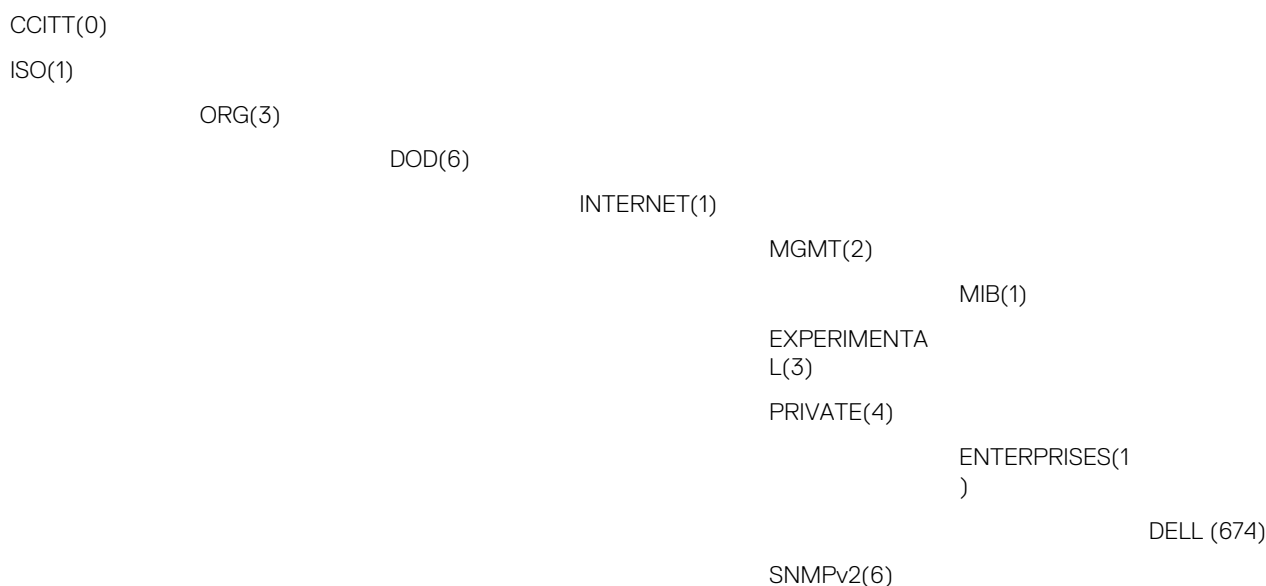 CCITT(0)
ISO(1)
ORG(3)
DOD(6)
INTERNET(1)
MGMT(2)
MIB(1)
EXPERIMENTA
L(3)
PRIVATE(4)
ENTERPRISES(1
)
DELL (674)
SNMPv2(6)